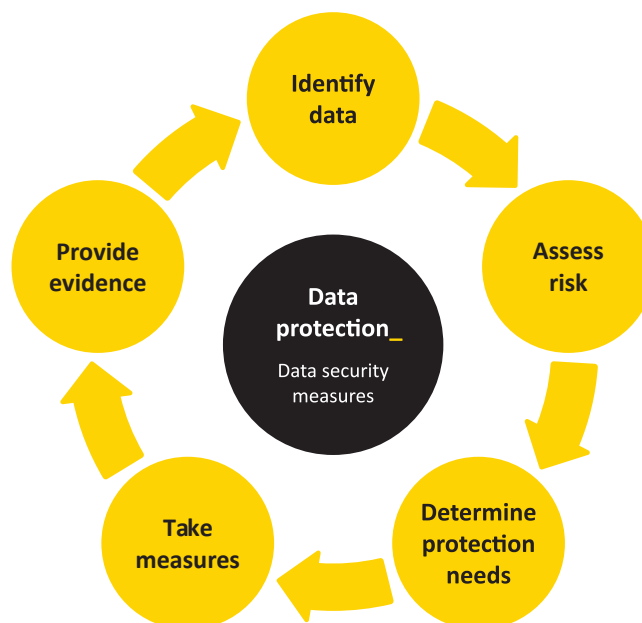 Identify
data
Assess
risk
Determine
protection
needs
Take
measures
Provide
evidence
Data
protection_
Data security
measures